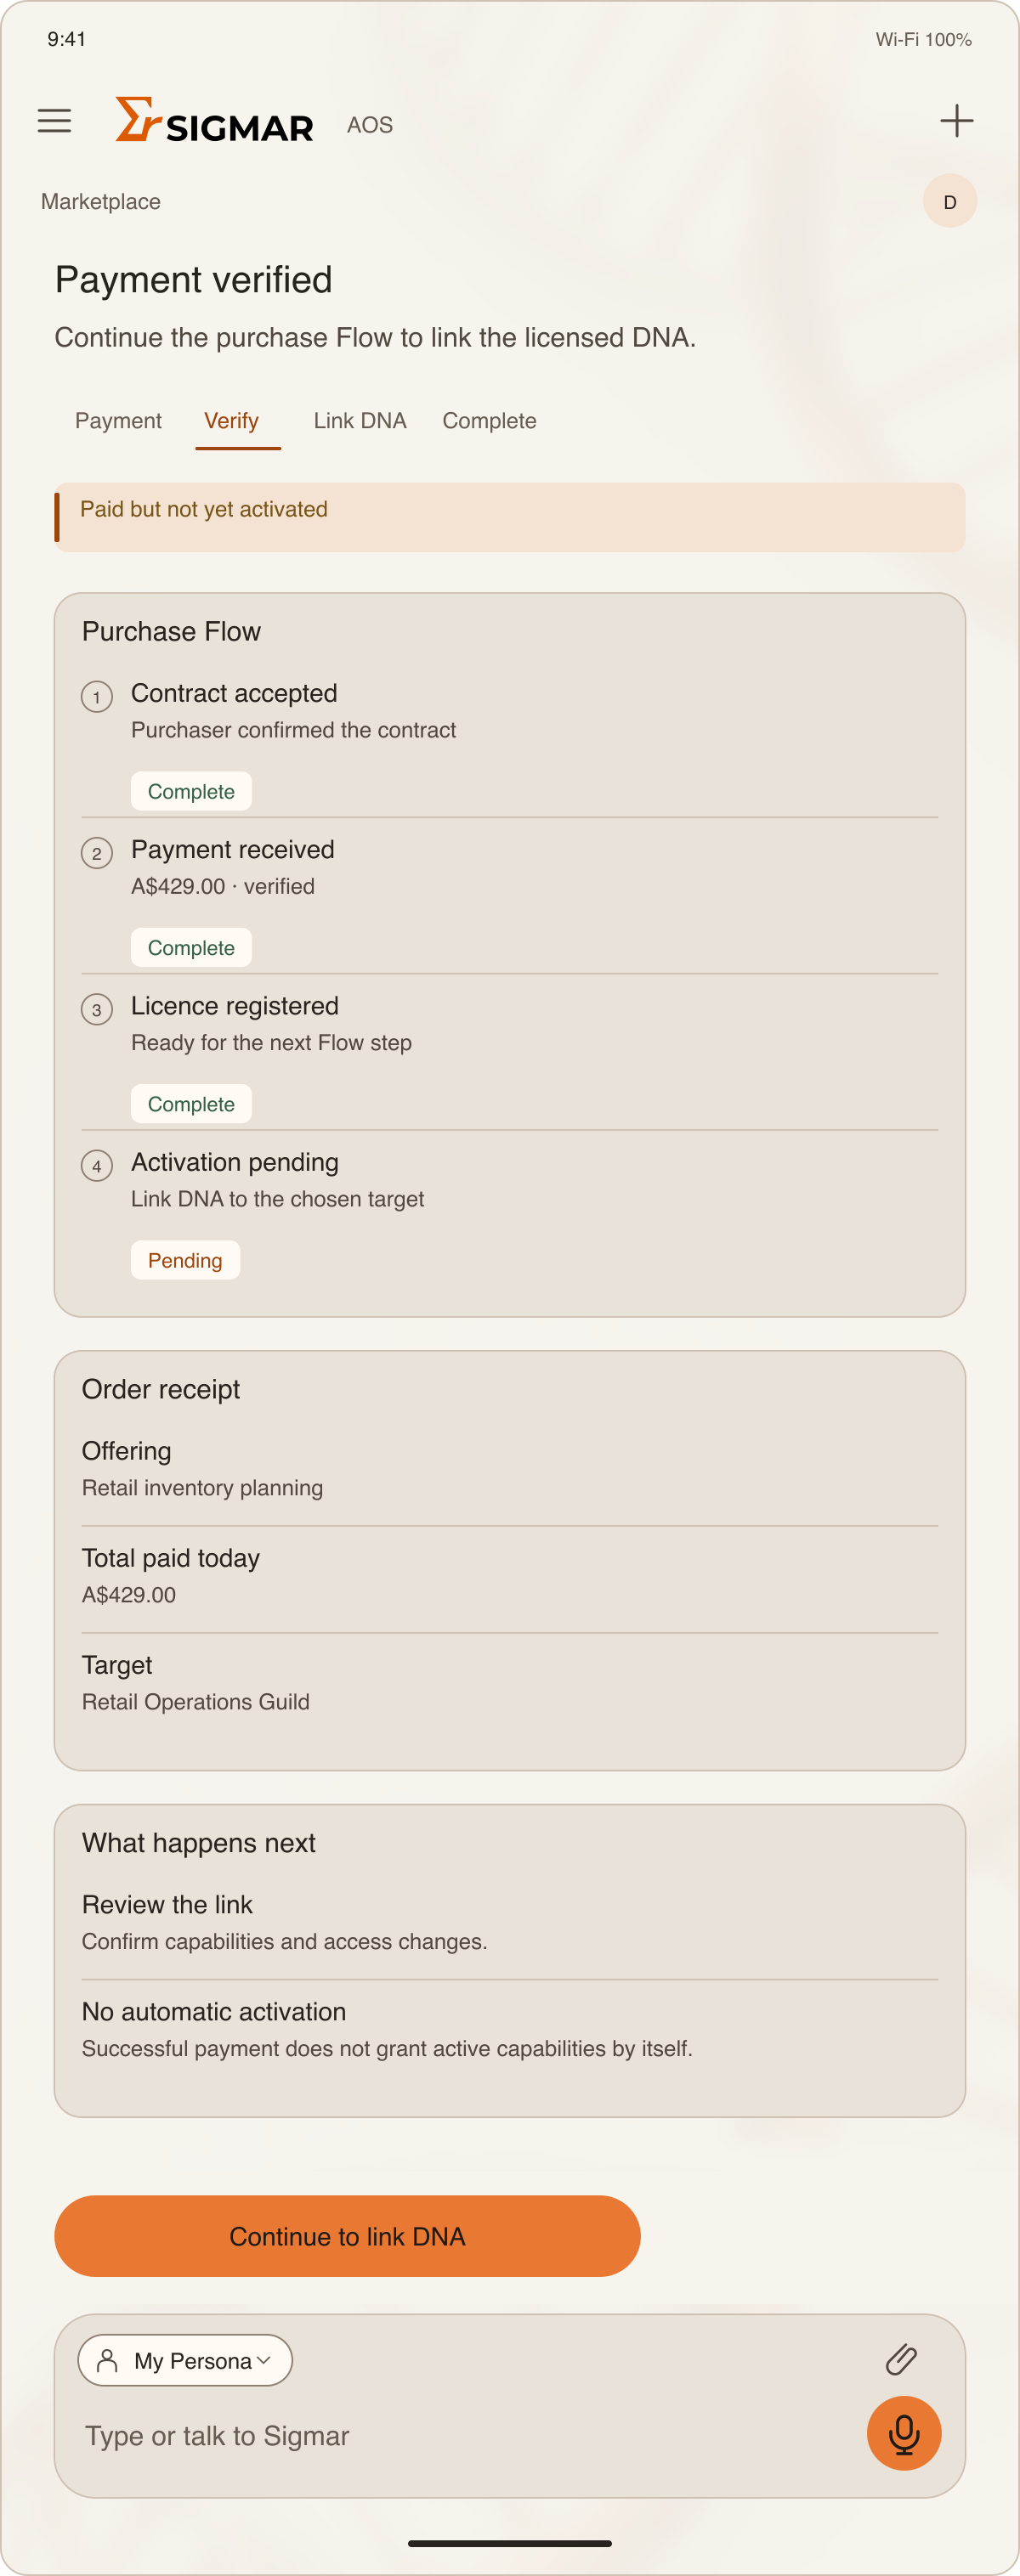 9:41
Wi-Fi 100%
Σr SIGMAR AOS
Marketplace
D
Payment verified
Continue the purchase Flow to link the licensed DNA.
Payment Verify Link DNA Complete
Paid but not yet activated
Purchase Flow
1 Contract accepted
Purchaser confirmed the contract
Complete
2 Payment received
A$429.00 · verified
Complete
3 Licence registered
Ready for the next Flow step
Complete
4 Activation pending
Link DNA to the chosen target
Pending
Order receipt
Offering
Retail inventory planning
Total paid today
A$429.00
Target
Retail Operations Guild
What happens next
Review the link
Confirm capabilities and access changes.
No automatic activation
Successful payment does not grant active capabilities by itself.
Continue to link DNA
My Persona
Type or talk to Sigmar